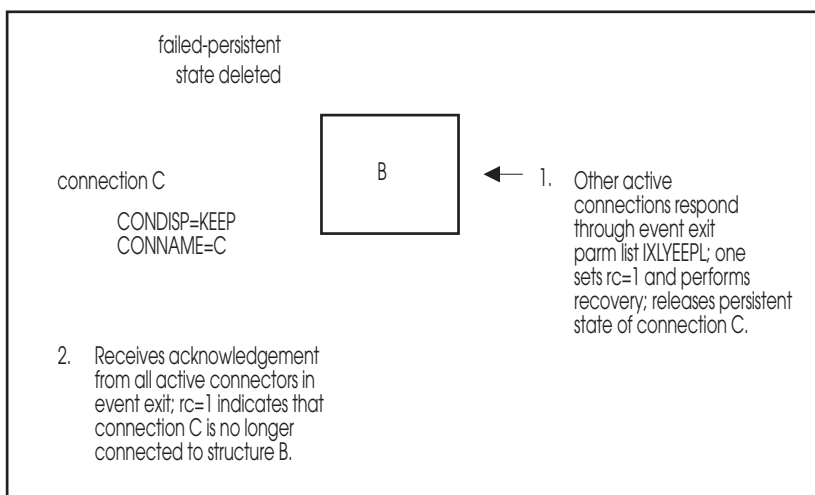 failed-persistent
state deleted
connection C
CONDISP=KEEP
CONNAME=C
B
1. Other active
connections respond
through event exit
parm list IXLYEEPL; one
sets rc=1 and performs
recovery; releases persistent
state of connection C.
2. Receives acknowledgement
from all active connectors in
event exit; rc=1 indicates that
connection C is no longer
connected to structure B.